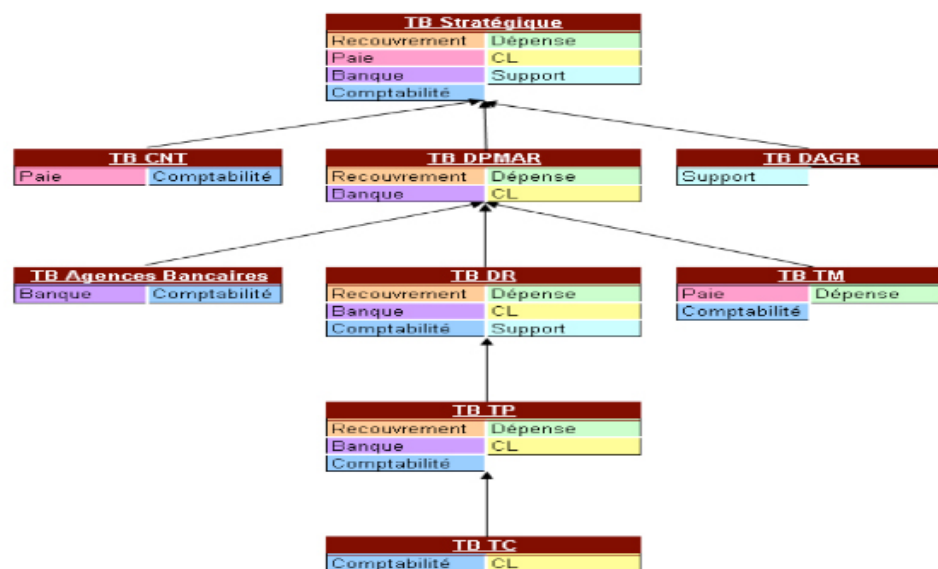 TB Stratégique
Recouvrement Dépense
Paie CL
Banque Support
Comptabilité
TB CNT
Paie Comptabilité
TB DPMAR
Recouvrement Dépense
Banque CL
TB DAGR
Support
TB Agences Bancaires
Banque Comptabilité
TB DR
Recouvrement Dépense
Banque CL
Comptabilité Support
TB TM
Paie Dépense
Comptabilité
TB TP
Recouvrement Dépense
Banque CL
Comptabilité
TB TC
Comptabilité CL